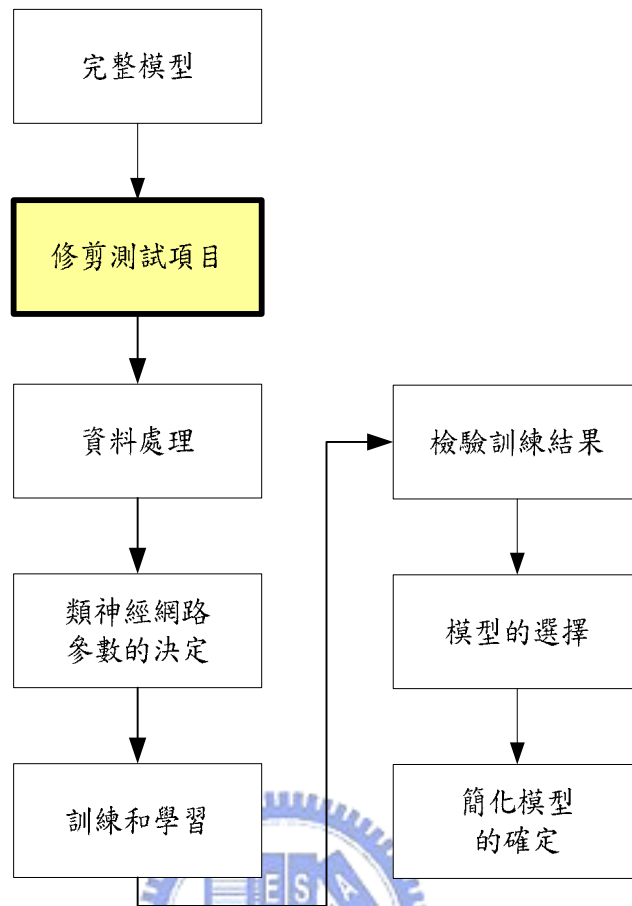 完整模型
修剪測試項目
資料處理
類神經網路
參數的決定
訓練和學習
檢驗訓練結果
模型的選擇
簡化模型
的確定
ESA